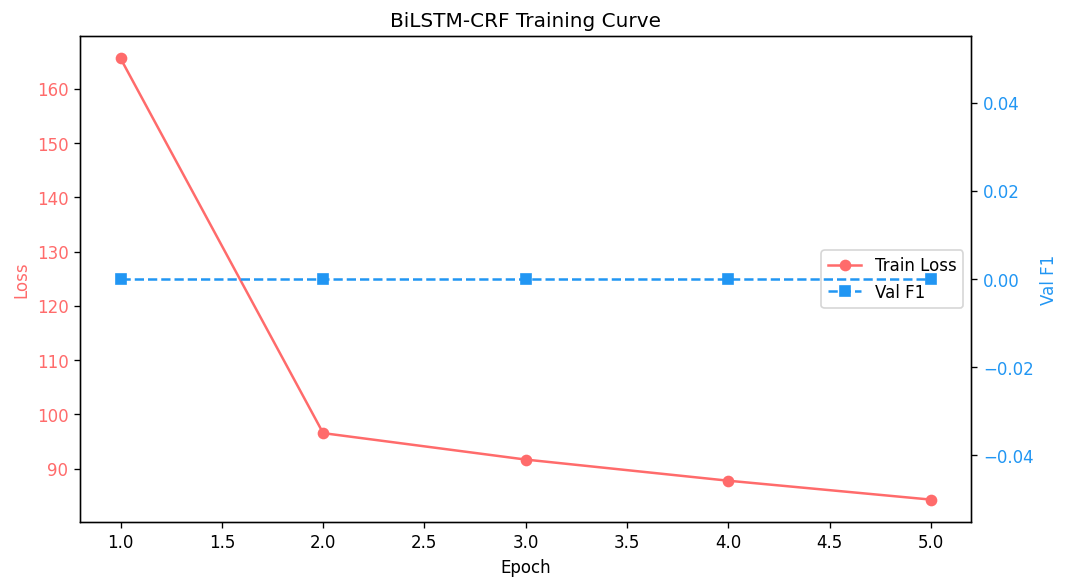 BiLSTM-CRF Training Curve
160
150
140
130
120
110
100
90
Loss
0.04
0.02
0.00
−0.02
−0.04
Val F1
Train Loss
Val F1
1.0 1.5 2.0 2.5 3.0 3.5 4.0 4.5 5.0
Epoch